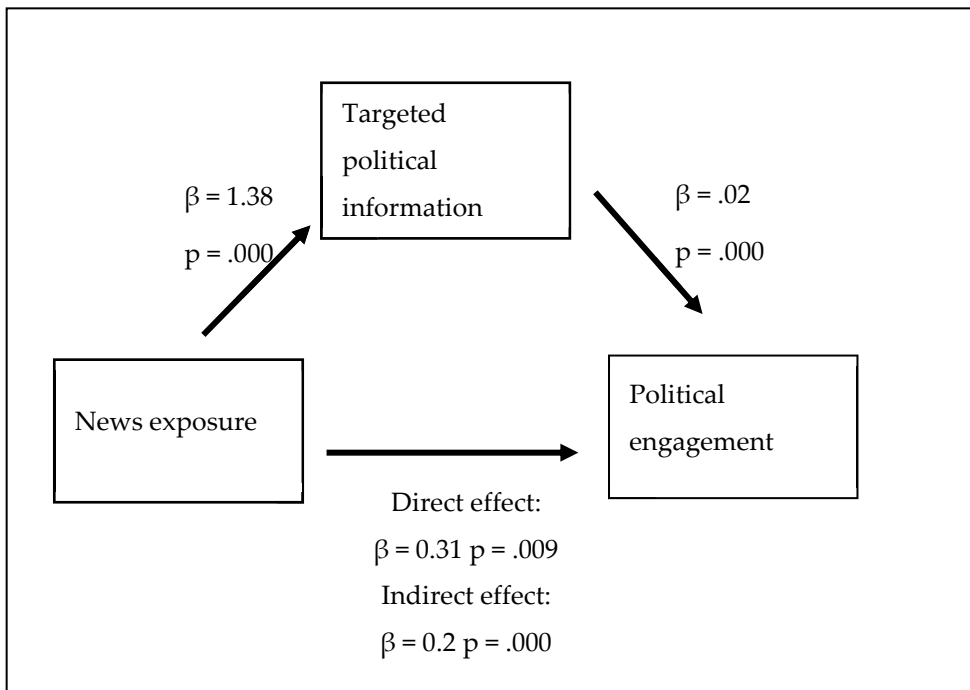 Targeted
political
information
β = 1.38
p = .000
β = .02
p = .000
News exposure
Political
engagement
Direct effect:
β = 0.31 p = .009
Indirect effect:
β = 0.2 p = .000